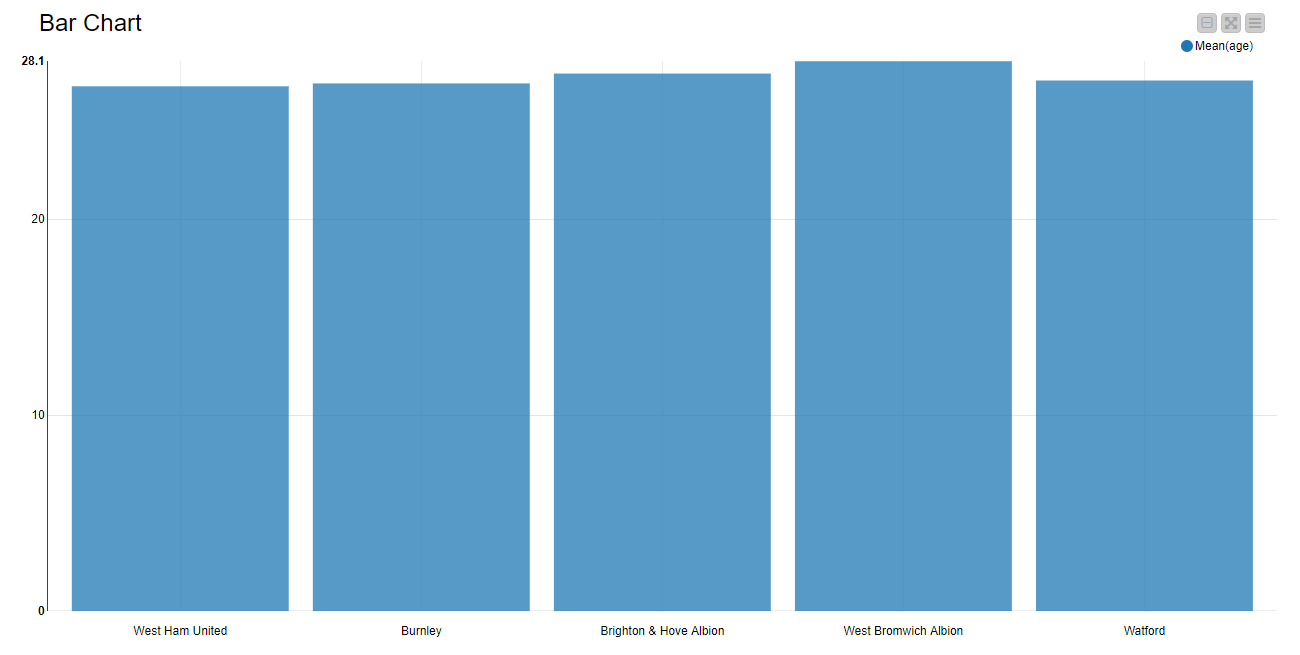 Bar Chart
Mean(age)
28.1
20
10
0
West Ham United
Burnley
Brighton & Hove Albion
West Bromwich Albion
Watford